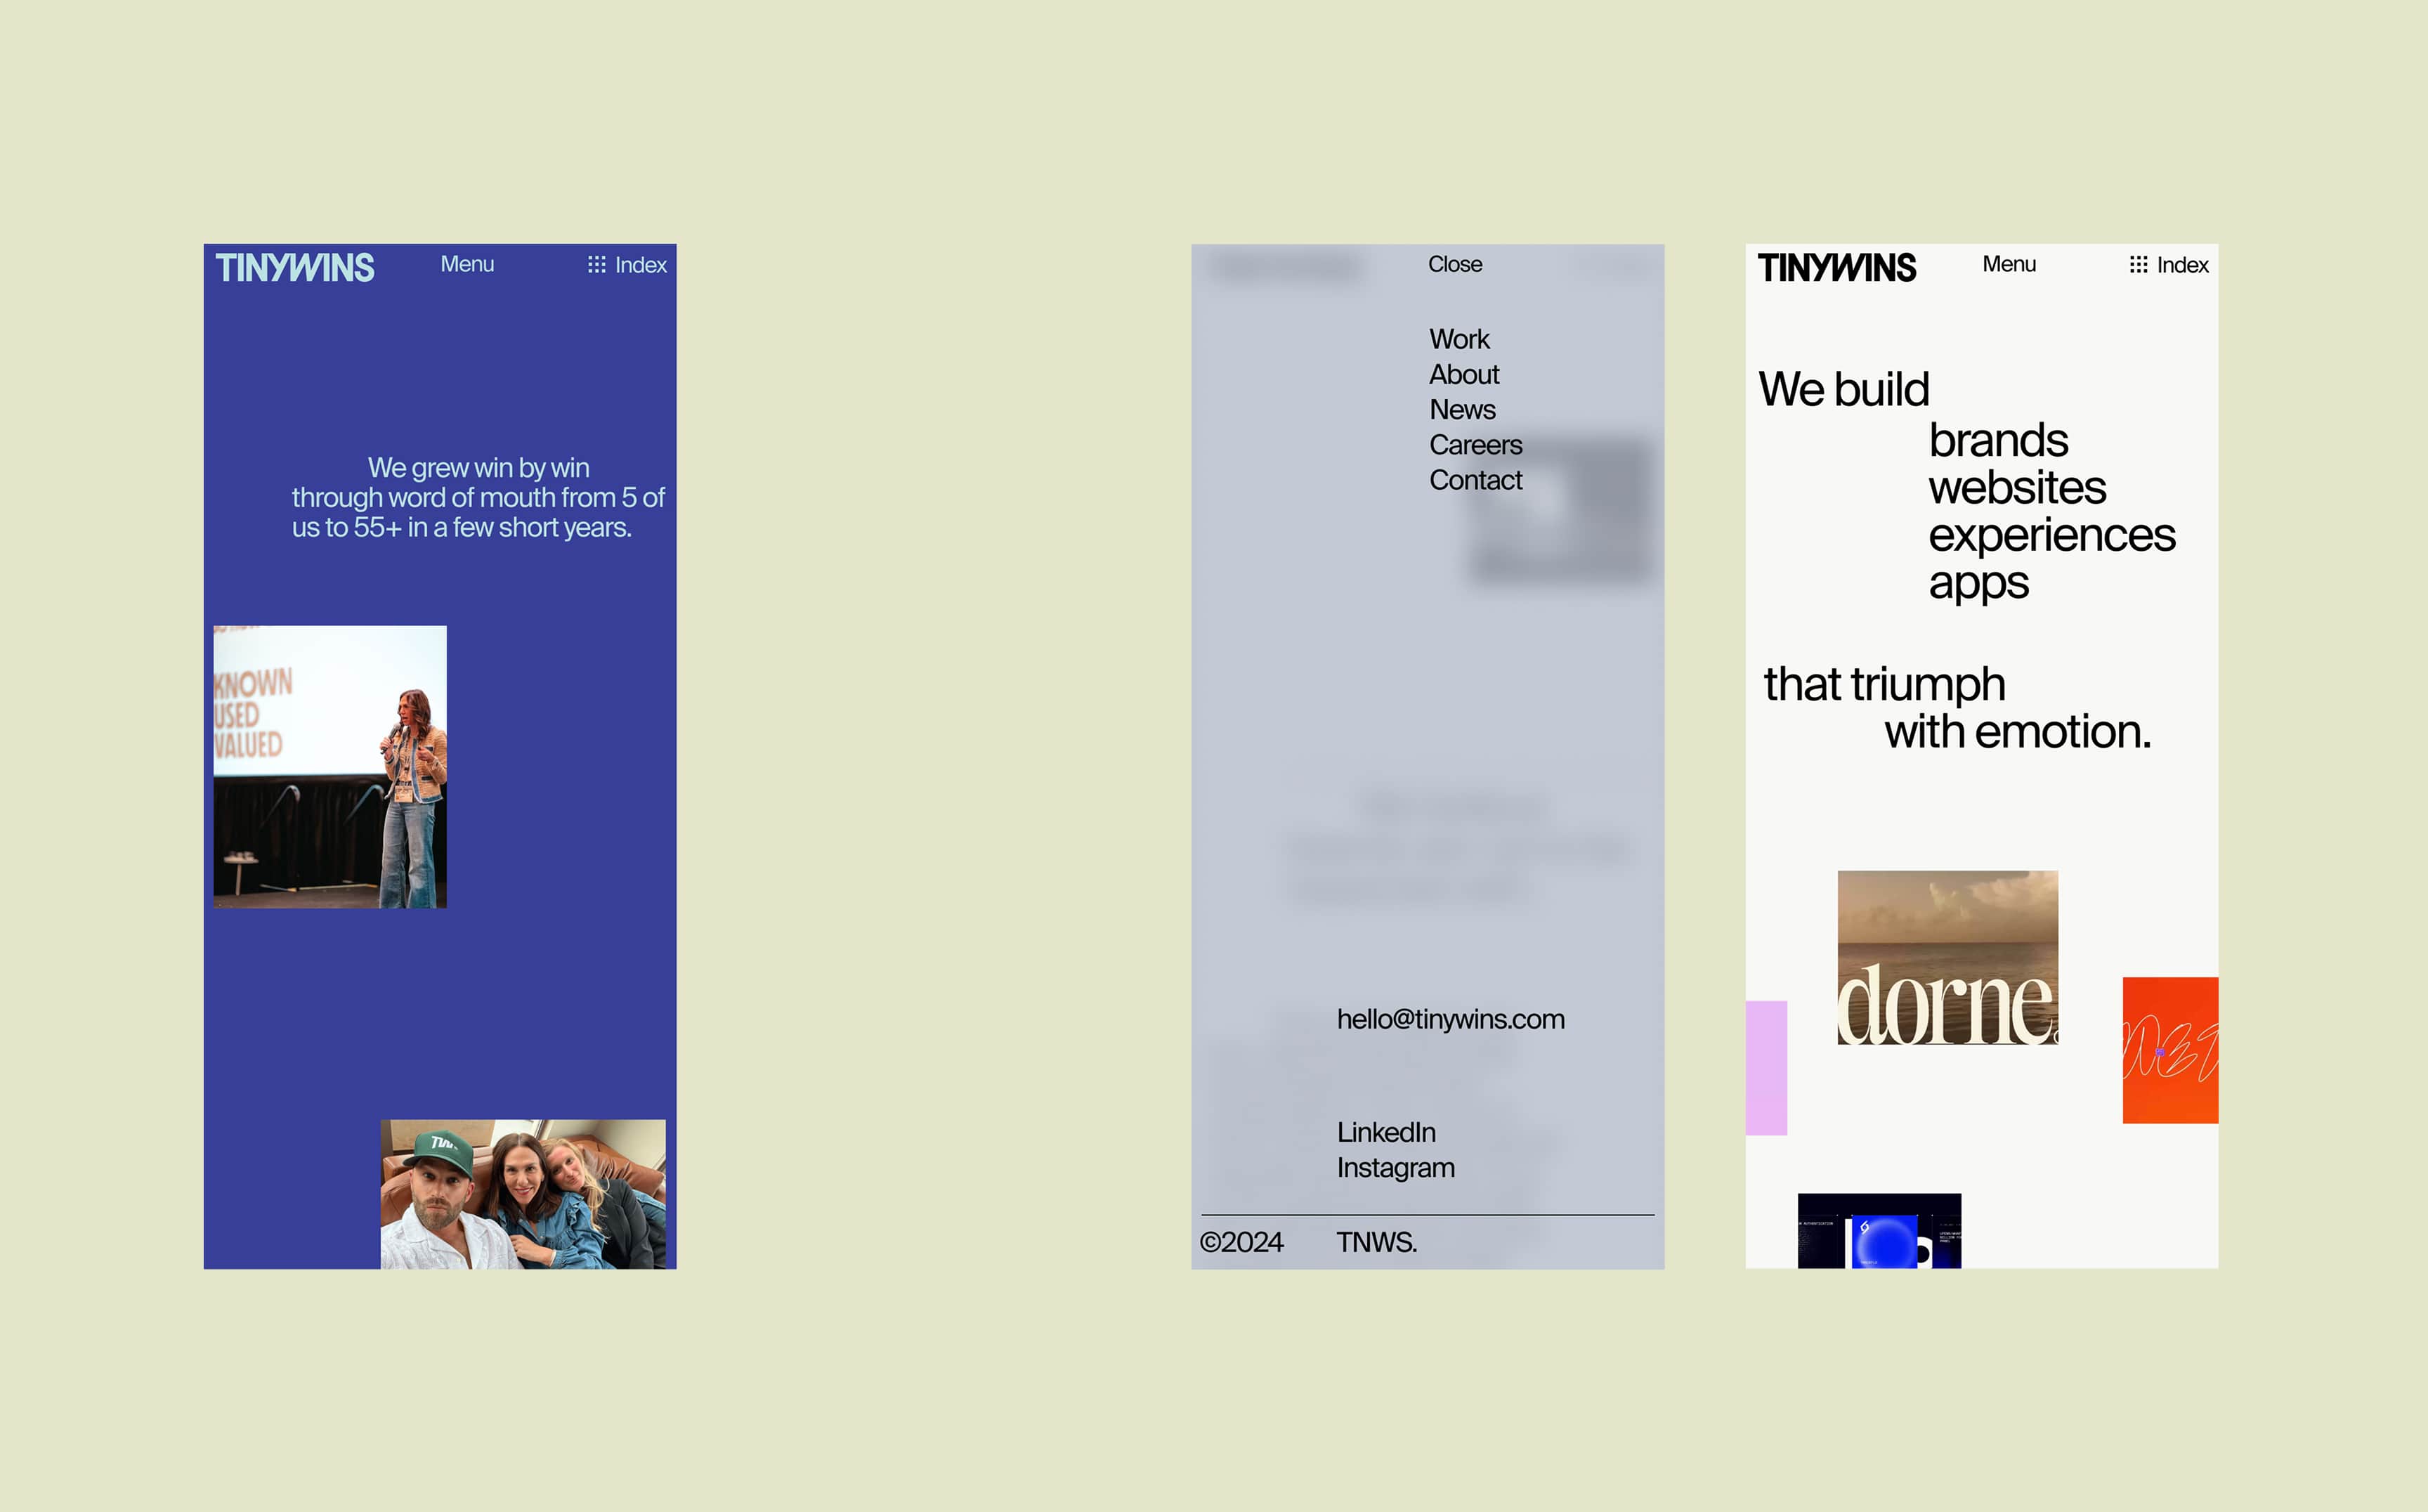 TINYWINS
Menu
Index
We grew win by win
through word of mouth from 5 of
us to 55+ in a few short years.
KNOWN
USED
VALUED
TW.
Close
Work
About
News
Careers
Contact
hello@tinywins.com
LinkedIn
Instagram
©2024
TNWS.
TINYWINS
Menu
Index
We build
brands
websites
experiences
apps
that triumph
with emotion.
dorne